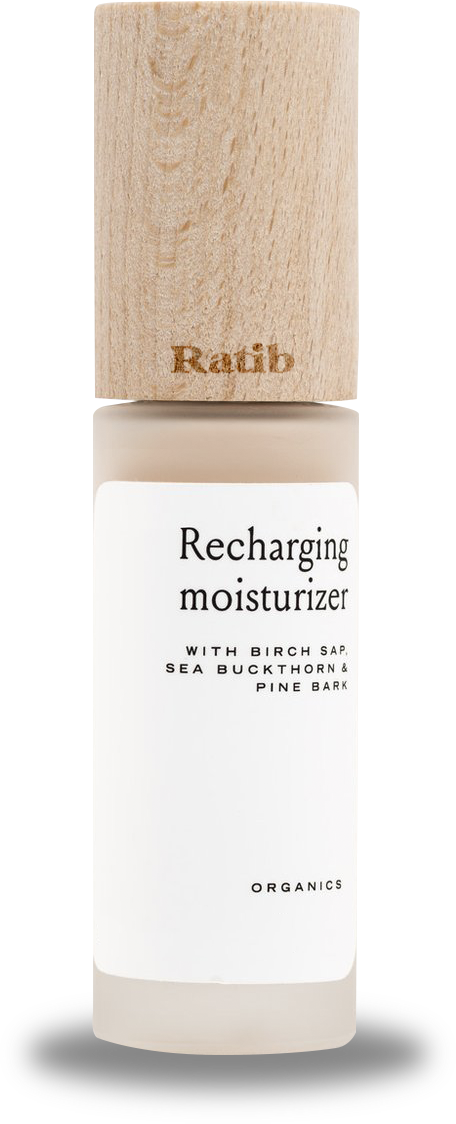 Ratib
Recharging
moisturizer
WITH BIRCH SAP,
SEA BUCKTHORN &
PINE BARK
ORGANICS